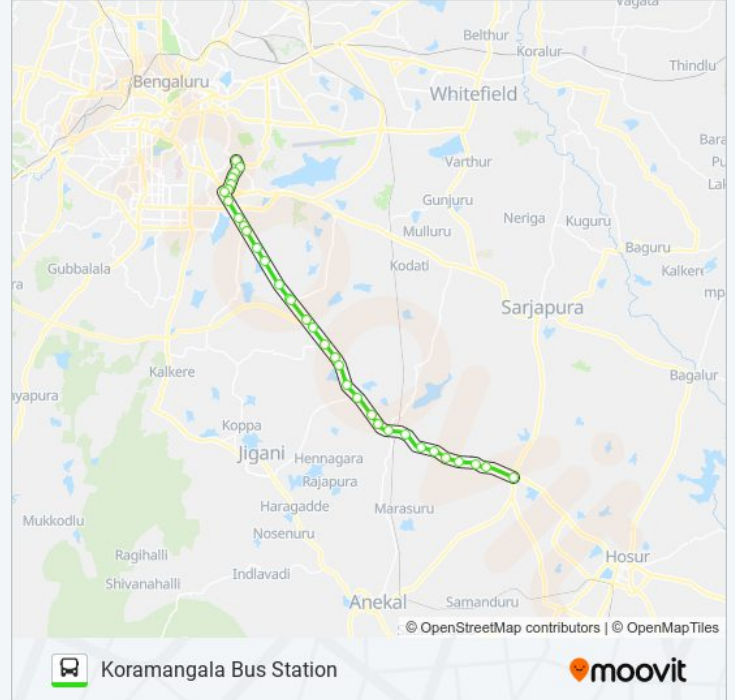 Vagata
Belthur
Koralur
Thindlu
Bengaluru
Whitefield
Bara
Varthur
Pu
Lak
Gunjuru
Neriga
Kuguru
Mulluru
Baguru
Gubbalala
Kodati
Kalkere
ra
mp
Sarjapura
Kalkere
Bagalur
yapura
Koppa
Jigani
Hennagara
Rajapura
Haragadde
Marasuru
Mukkodlu
Nosenuru
Ragihalli
Hosur
Indlavadi
Shivanahalli
Anekal
Samanduru
© OpenStreetMap contributors | © OpenMapTiles
Koramangala Bus Station
moovit